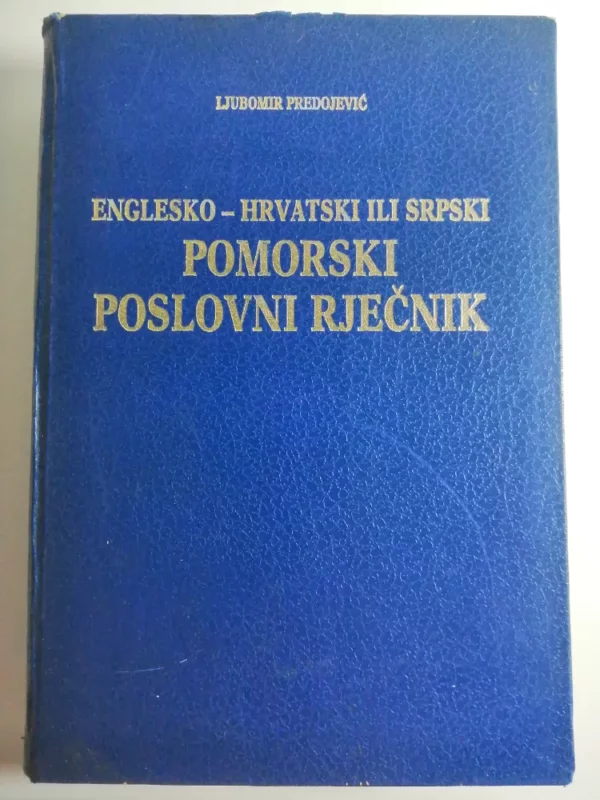 LJUBOMIR PREDOJEVIĆ
ENGLESKO – HRVATSKI ILI SRPSKI
POMORSKI
POSLOVNI RJEČNIK